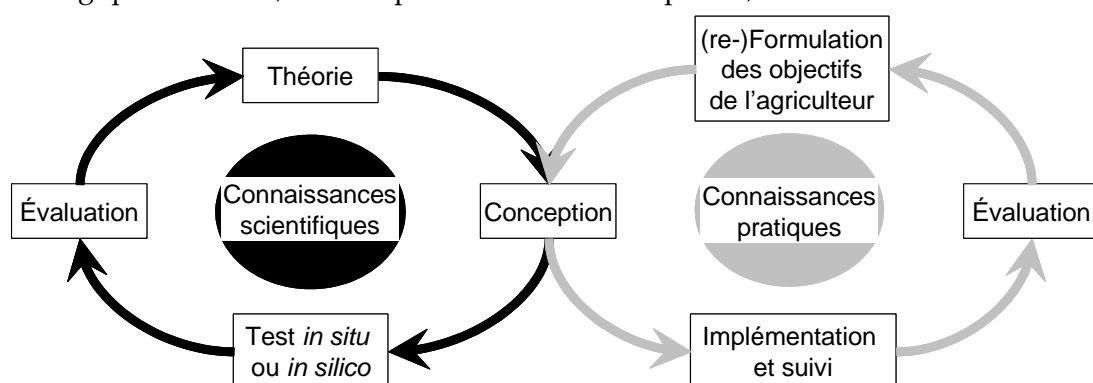 Théorie
(re-)Formulation
des objectifs
de l'agriculteur
Évaluation
Connaissances
scientifiques
Conception
Connaissances
pratiques
Évaluation
Test in situ
ou in silico
Implémentation
et suivi